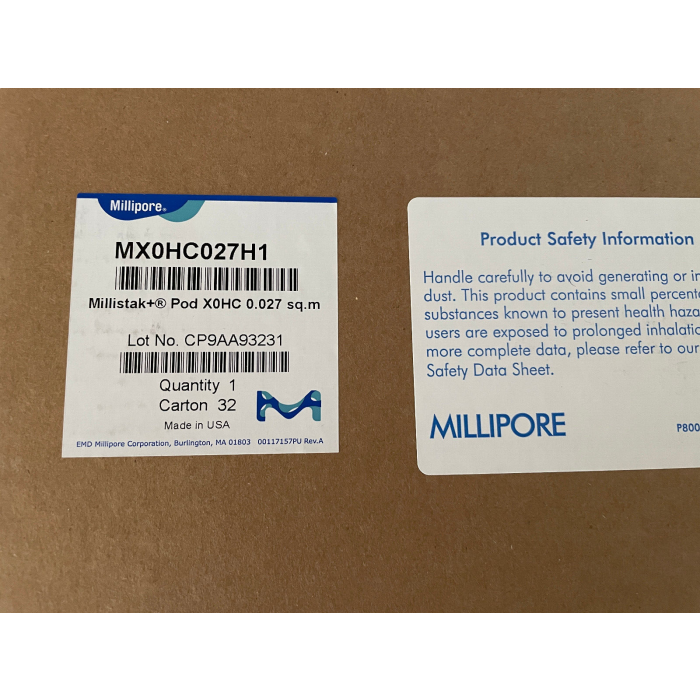 Millipore®
MX0HC027H1
Millistak+® Pod X0HC 0.027 sq.m
Lot No. CP9AA93231
Quantity 1
Carton 32
Made in USA
EMD Millipore Corporation, Burlington, MA 01803 00117157PU Rev.A
Product Safety Information
Handle carefully to avoid generating or in
dust. This product contains small percent
substances known to present health haza
users are exposed to prolonged inhalatio
more complete data, please refer to our
Safety Data Sheet.
MILLIPORE
P800